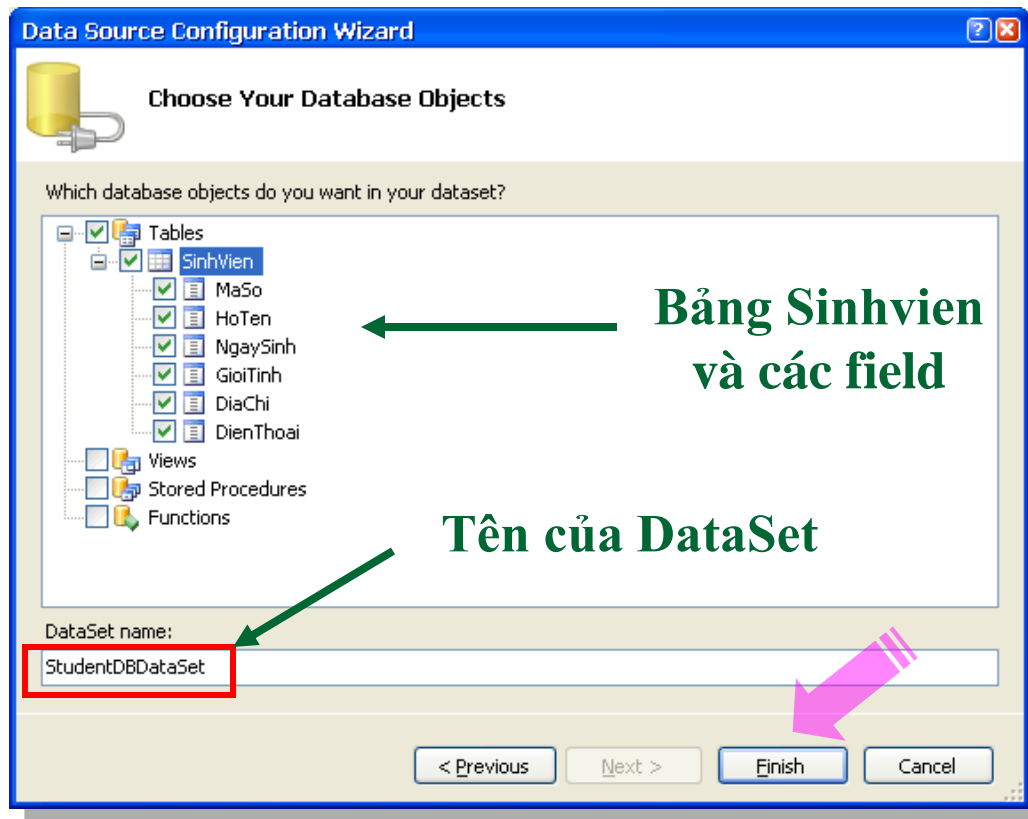 Data Source Configuration Wizard
Choose Your Database Objects
Which database objects do you want in your dataset?
Tables
SinhVien
MaSo
HoTen
NgaySinh
GioiTinh
DiaChi
DienThoai
Views
Stored Procedures
Functions
Bảng Sinhvien
và các field
Tên của DataSet
DataSet name:
StudentDBDataSet
< Previous
Next >
Finish
Cancel